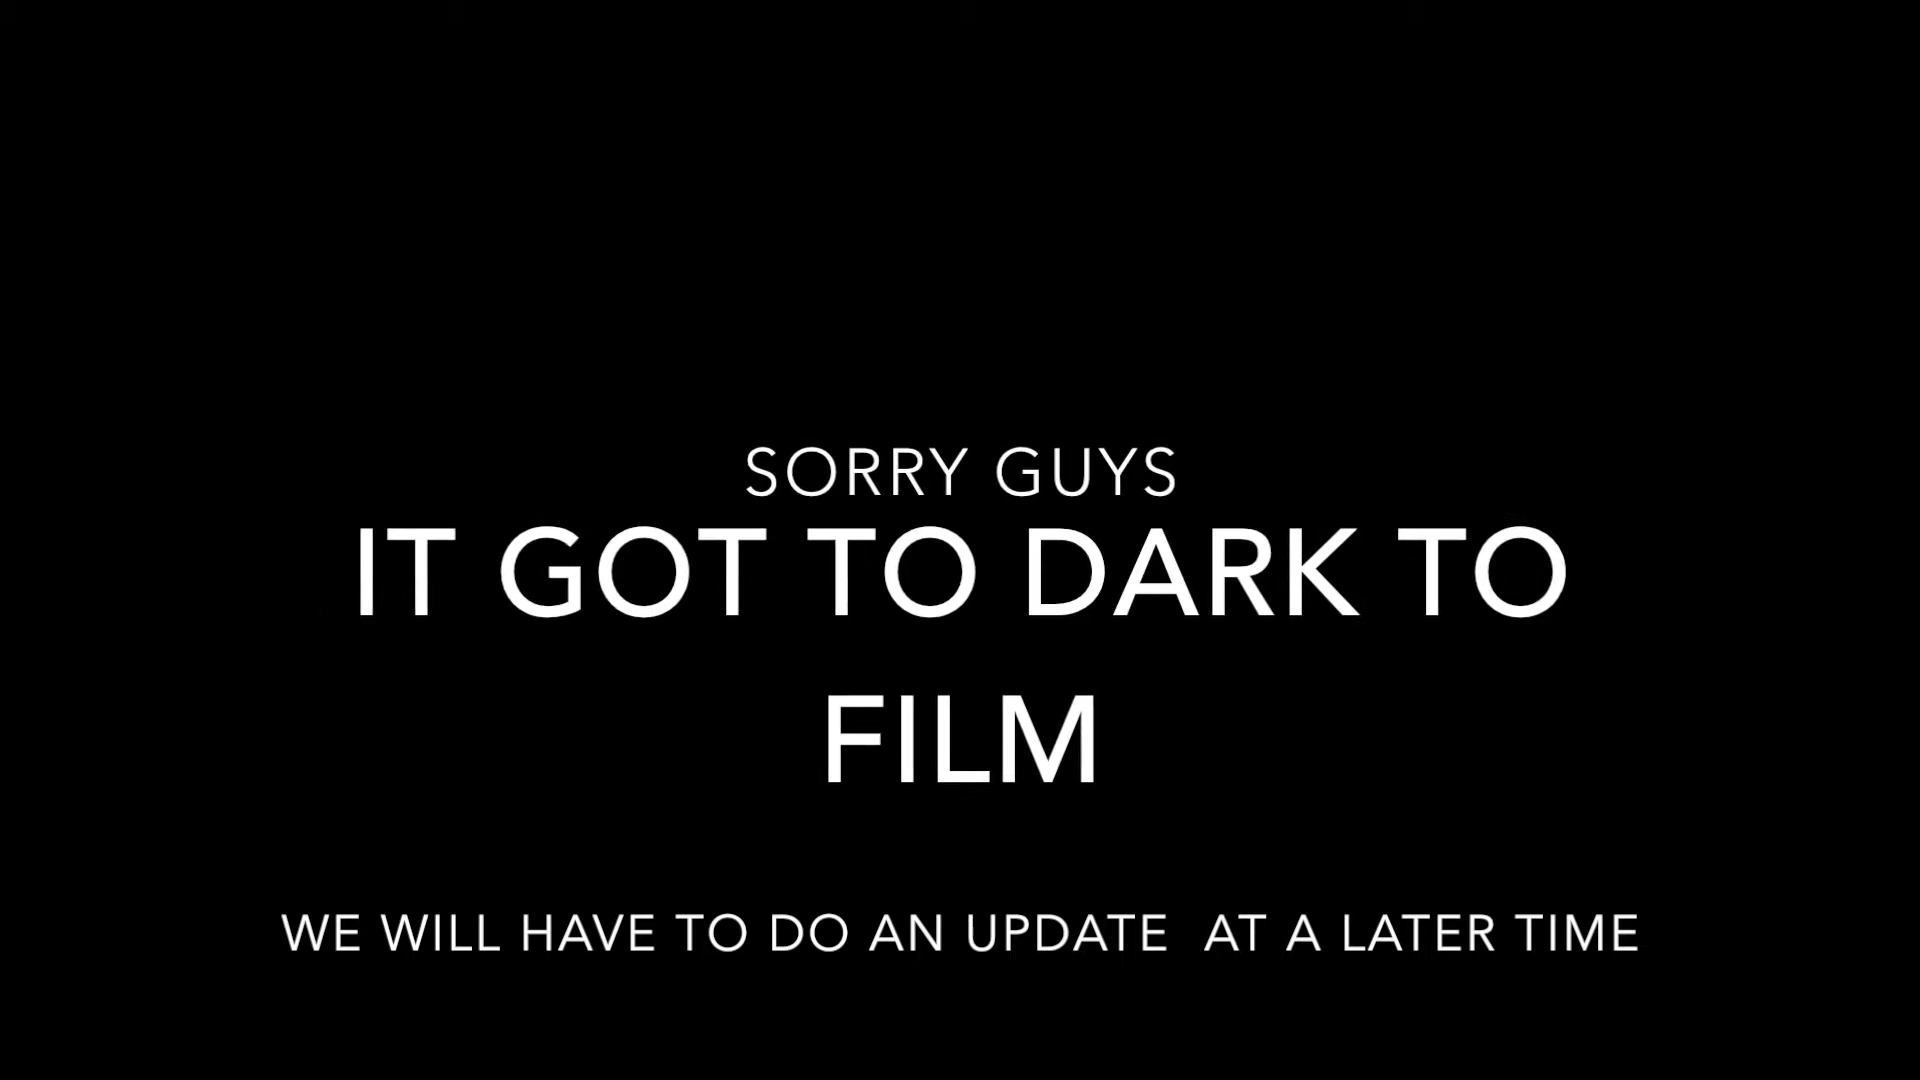 SORRY GUYS
IT GOT TO DARK TO
FILM
WE WILL HAVE TO DO AN UPDATE  AT A LATER TIME